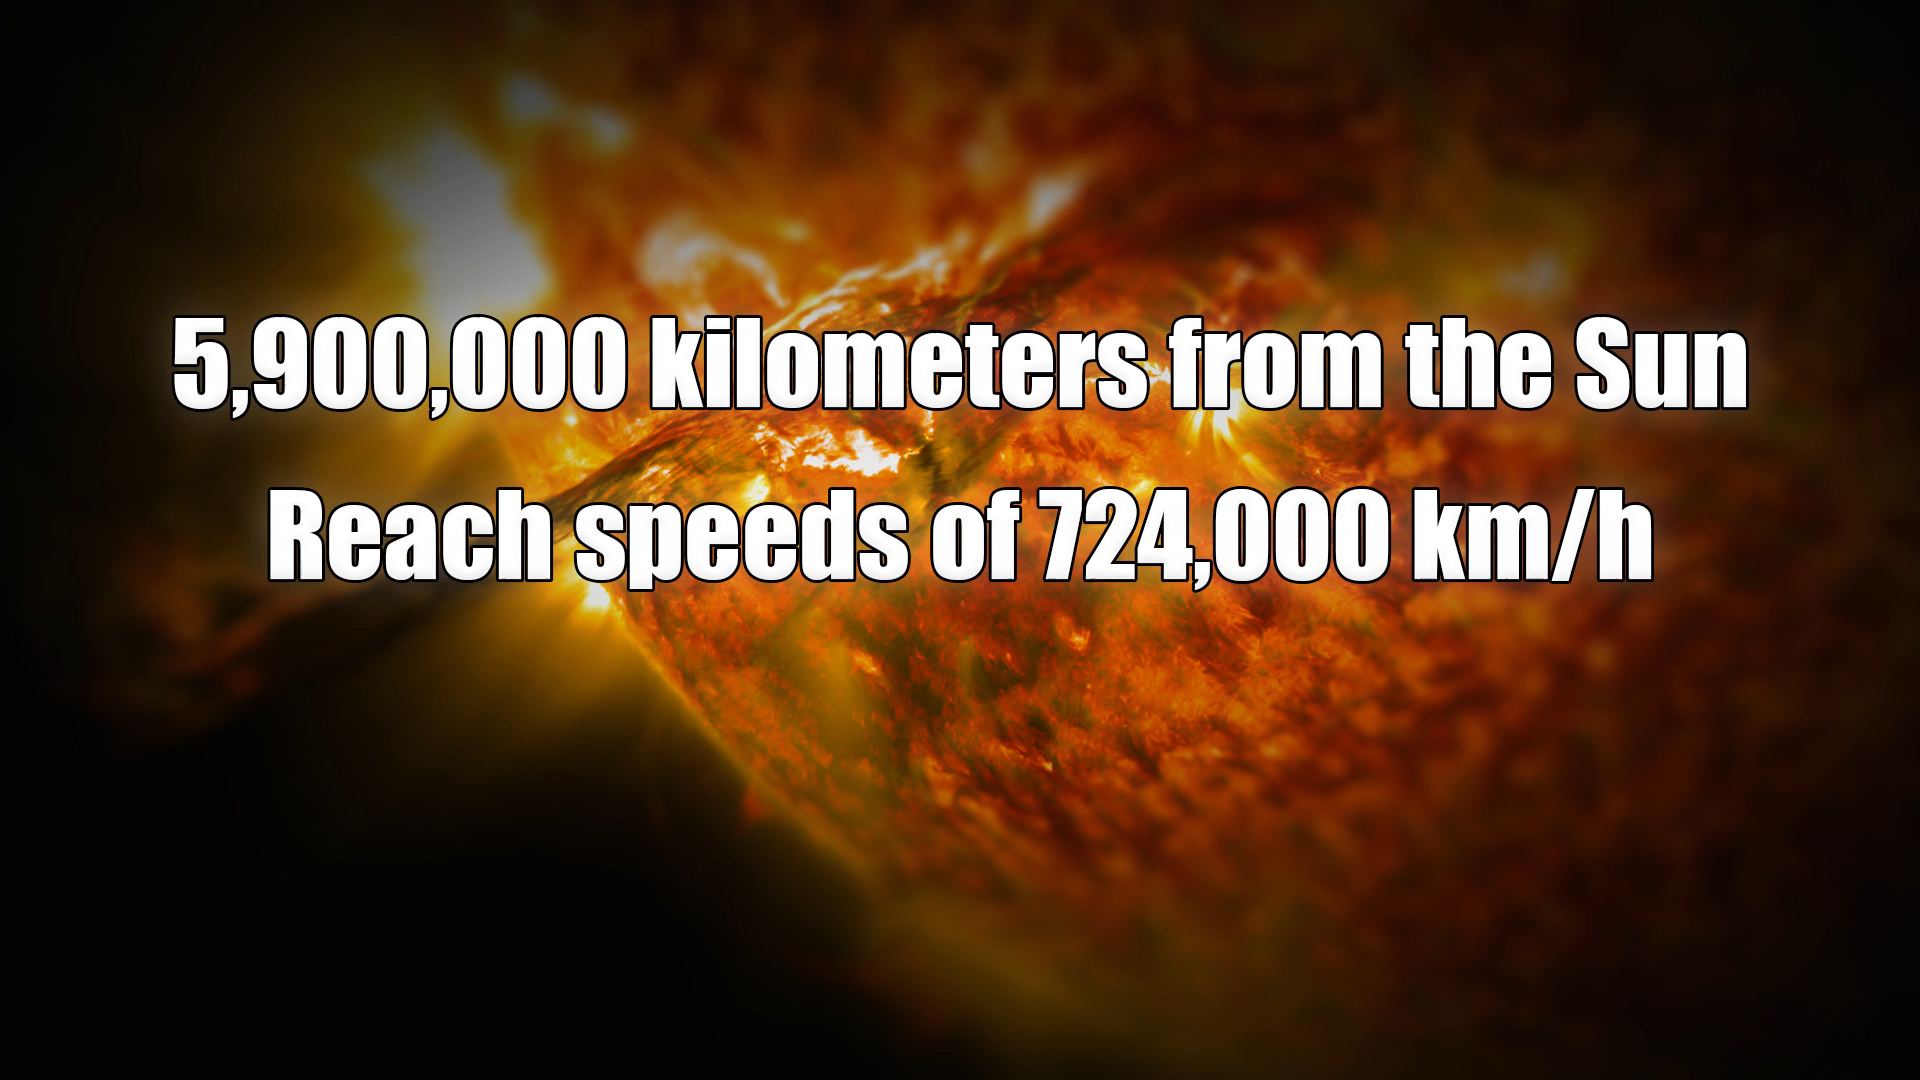 5,900,000 kilometers from the Sun
Reach speeds of 724,000 km/h